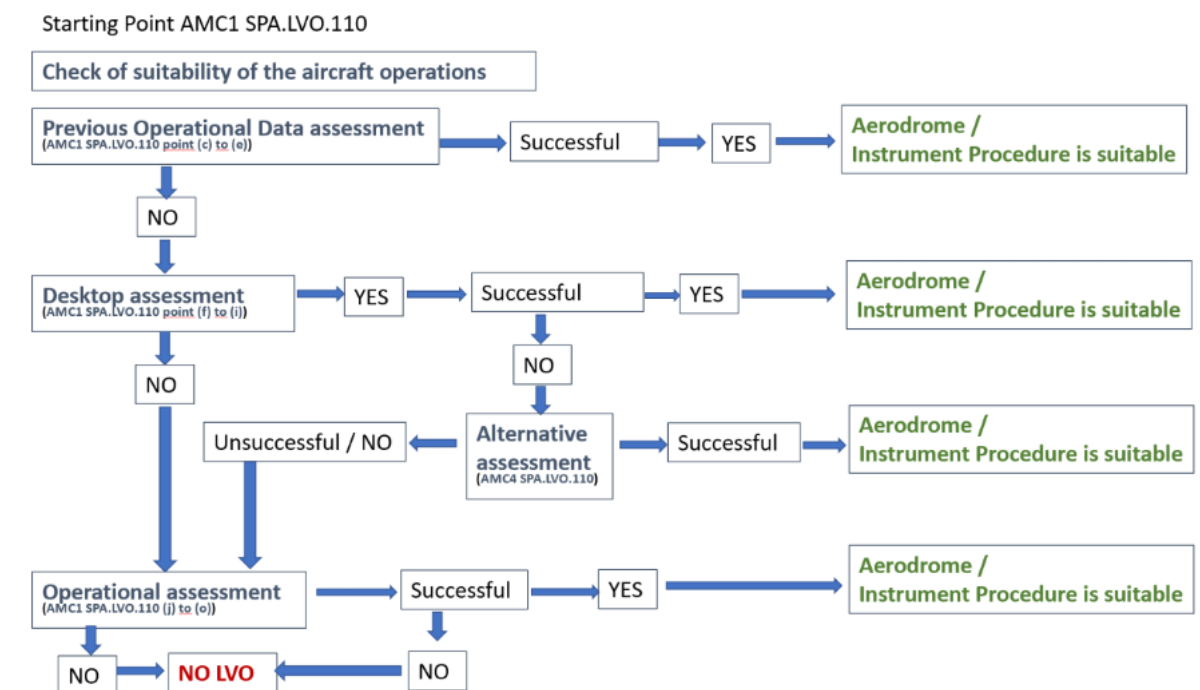 Starting Point AMC1 SPA.LVO.110
Check of suitability of the aircraft operations
Previous Operational Data assessment
(AMC1 SPA.LVO.110 point (c) to (e))
Successful
YES
Aerodrome /
Instrument Procedure is suitable
NO
Desktop assessment
(AMC1 SPA.LVO.110 point (f) to (i))
YES
Successful
YES
Aerodrome /
Instrument Procedure is suitable
NO
NO
Unsuccessful / NO
Alternative
assessment
(AMC4 SPA.LVO.110)
Successful
Aerodrome /
Instrument Procedure is suitable
Operational assessment
(AMC1 SPA.LVO.110 (j) to (o))
Successful
YES
Aerodrome /
Instrument Procedure is suitable
NO
NO LVO
NO